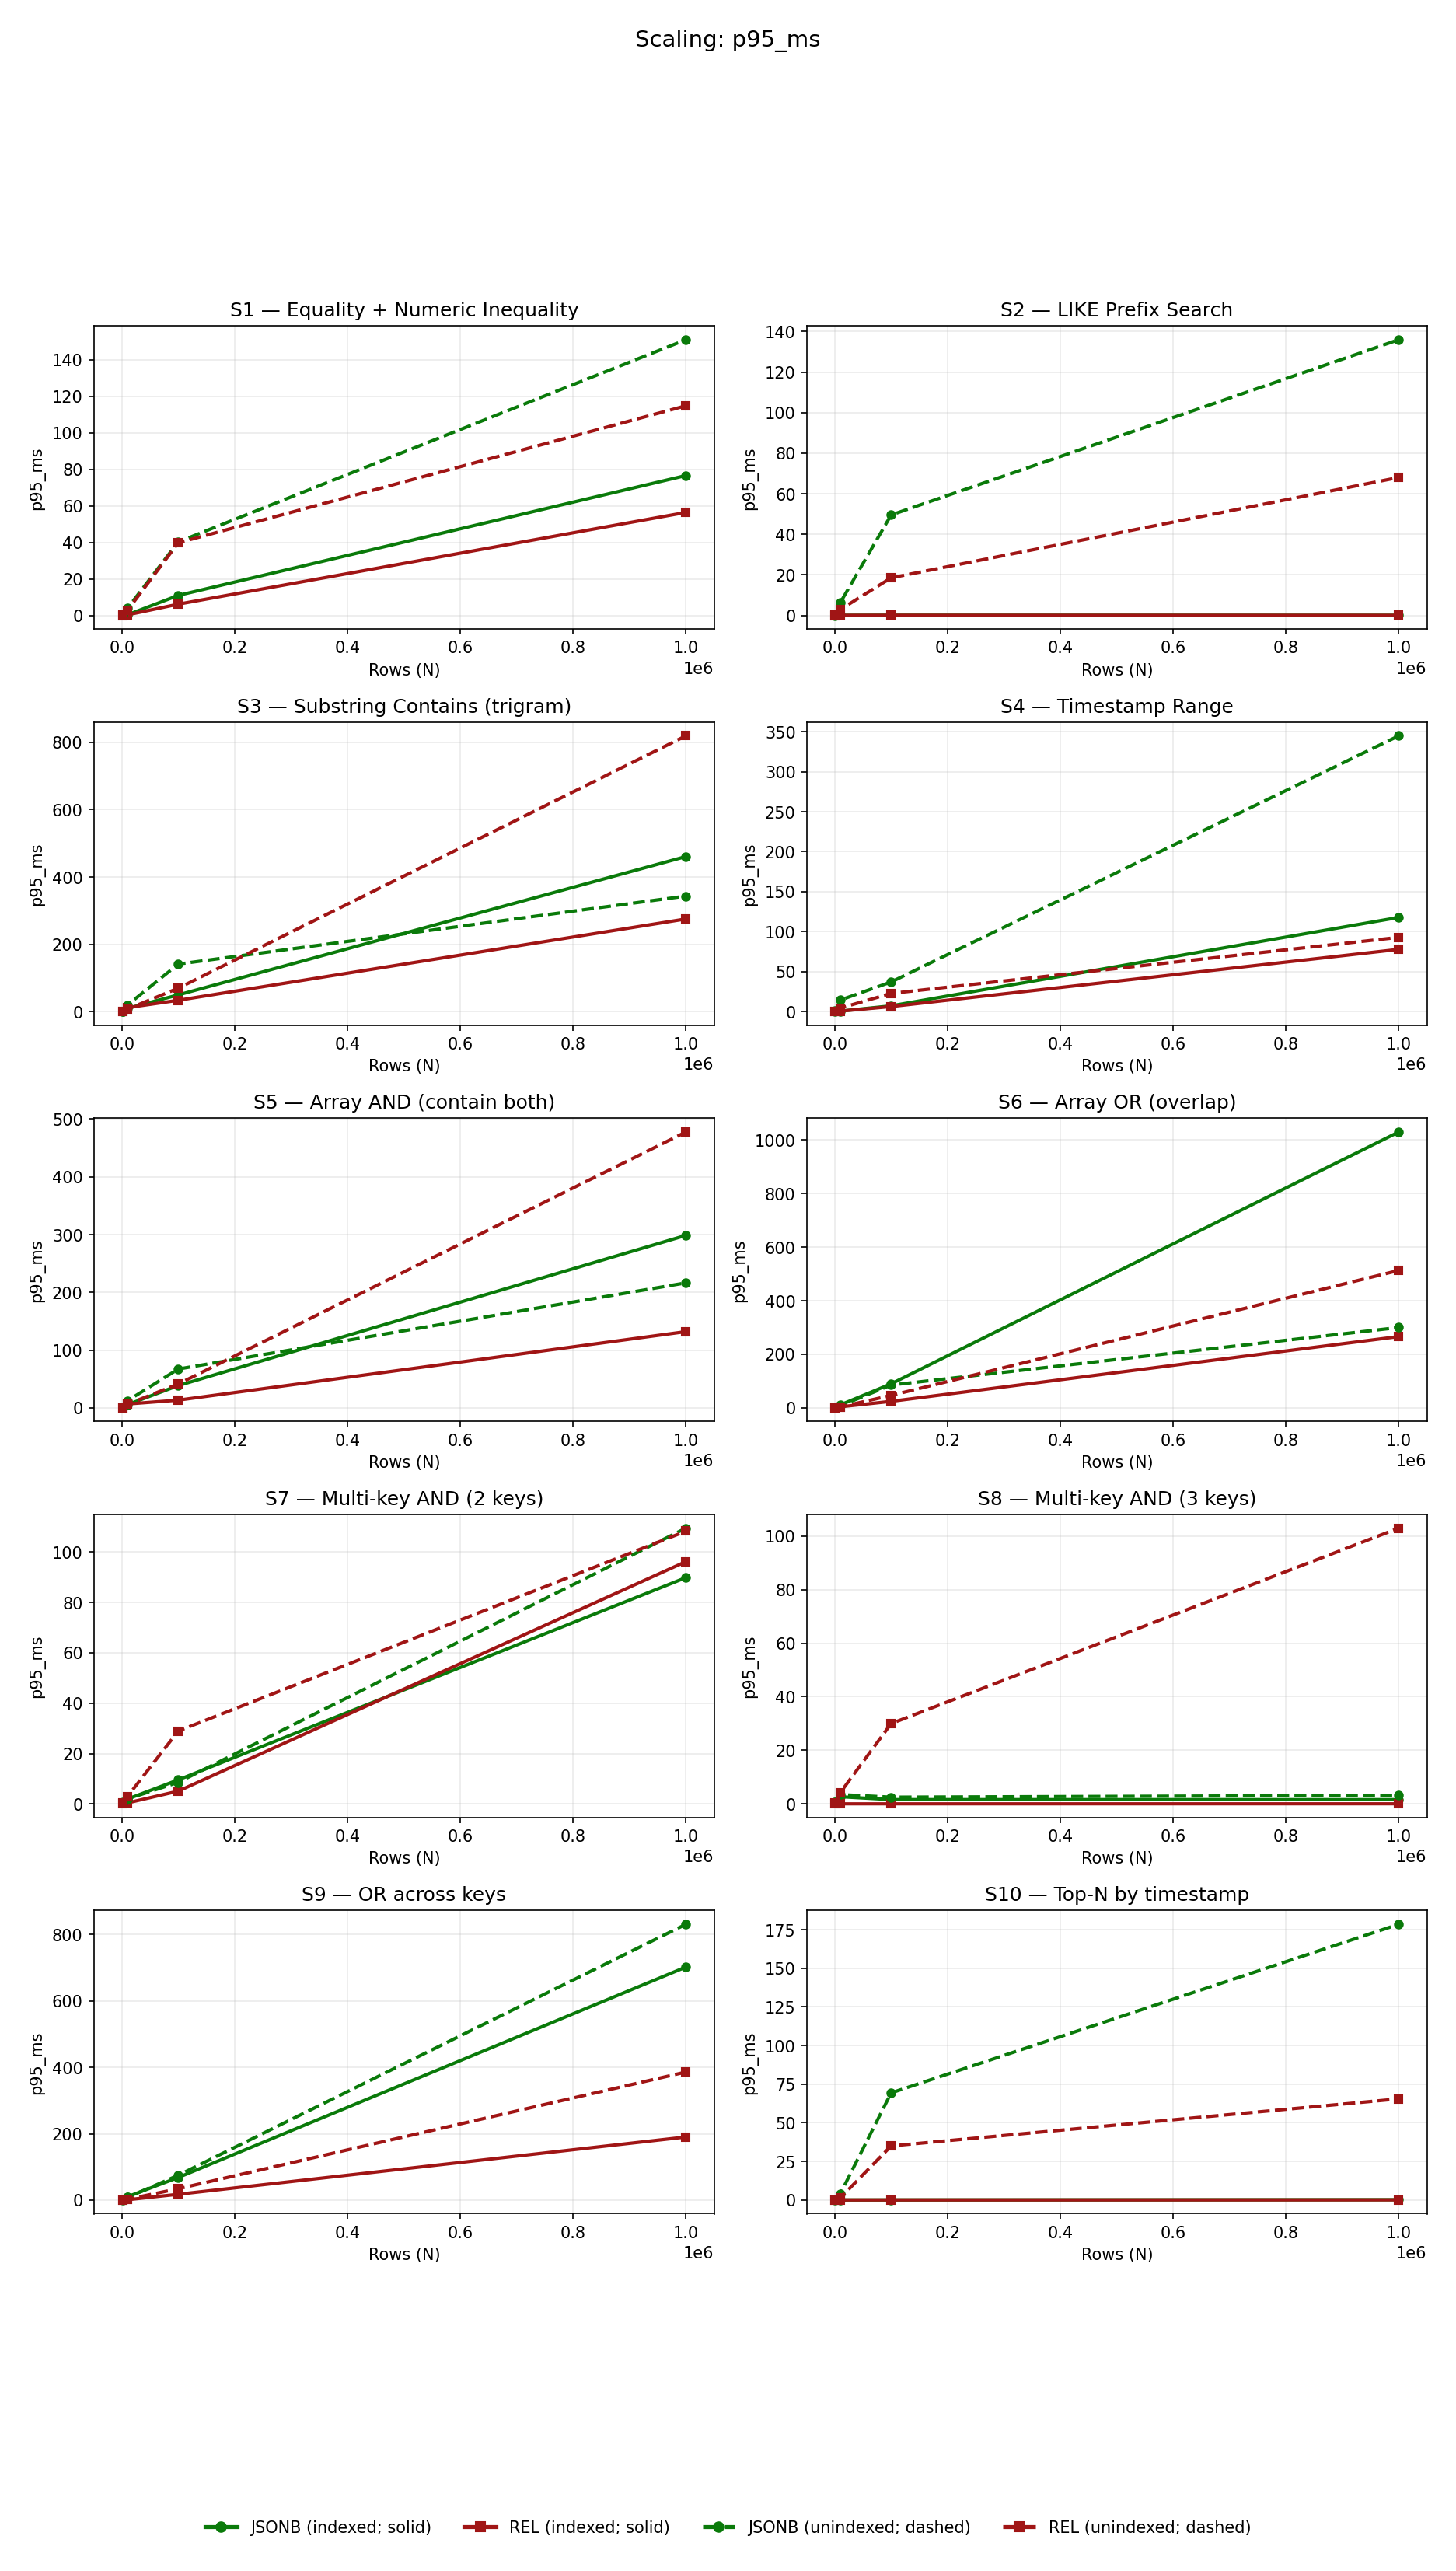 Scaling: p95_ms
S1 — Equality + Numeric Inequality
140
120
100
80
60
40
20
0
p95_ms
0.0 0.2 0.4 0.6 0.8 1.0
1e6
Rows (N)
S2 — LIKE Prefix Search
140
120
100
80
60
40
20
0
p95_ms
0.0 0.2 0.4 0.6 0.8 1.0
1e6
Rows (N)
S3 — Substring Contains (trigram)
800
600
400
200
0
p95_ms
0.0 0.2 0.4 0.6 0.8 1.0
1e6
Rows (N)
S4 — Timestamp Range
350
300
250
200
150
100
50
0
p95_ms
0.0 0.2 0.4 0.6 0.8 1.0
1e6
Rows (N)
S5 — Array AND (contain both)
500
400
300
200
100
0
p95_ms
0.0 0.2 0.4 0.6 0.8 1.0
1e6
Rows (N)
S6 — Array OR (overlap)
1000
800
600
400
200
0
p95_ms
0.0 0.2 0.4 0.6 0.8 1.0
1e6
Rows (N)
S7 — Multi-key AND (2 keys)
100
80
60
40
20
0
p95_ms
0.0 0.2 0.4 0.6 0.8 1.0
1e6
Rows (N)
S8 — Multi-key AND (3 keys)
100
80
60
40
20
0
p95_ms
0.0 0.2 0.4 0.6 0.8 1.0
1e6
Rows (N)
S9 — OR across keys
800
600
400
200
0
p95_ms
0.0 0.2 0.4 0.6 0.8 1.0
1e6
Rows (N)
S10 — Top-N by timestamp
175
150
125
100
75
50
25
0
p95_ms
0.0 0.2 0.4 0.6 0.8 1.0
1e6
Rows (N)
JSONB (indexed; solid) REL (indexed; solid) JSONB (unindexed; dashed) REL (unindexed; dashed)